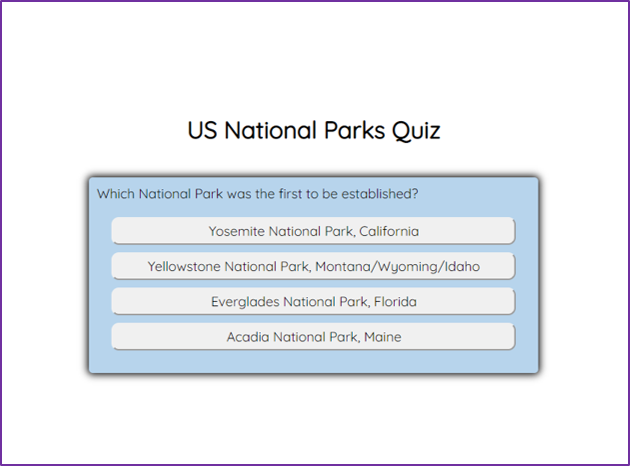 US National Parks Quiz
Which National Park was the first to be established?
Yosemite National Park, California
Yellowstone National Park, Montana/Wyoming/Idaho
Everglades National Park, Florida
Acadia National Park, Maine